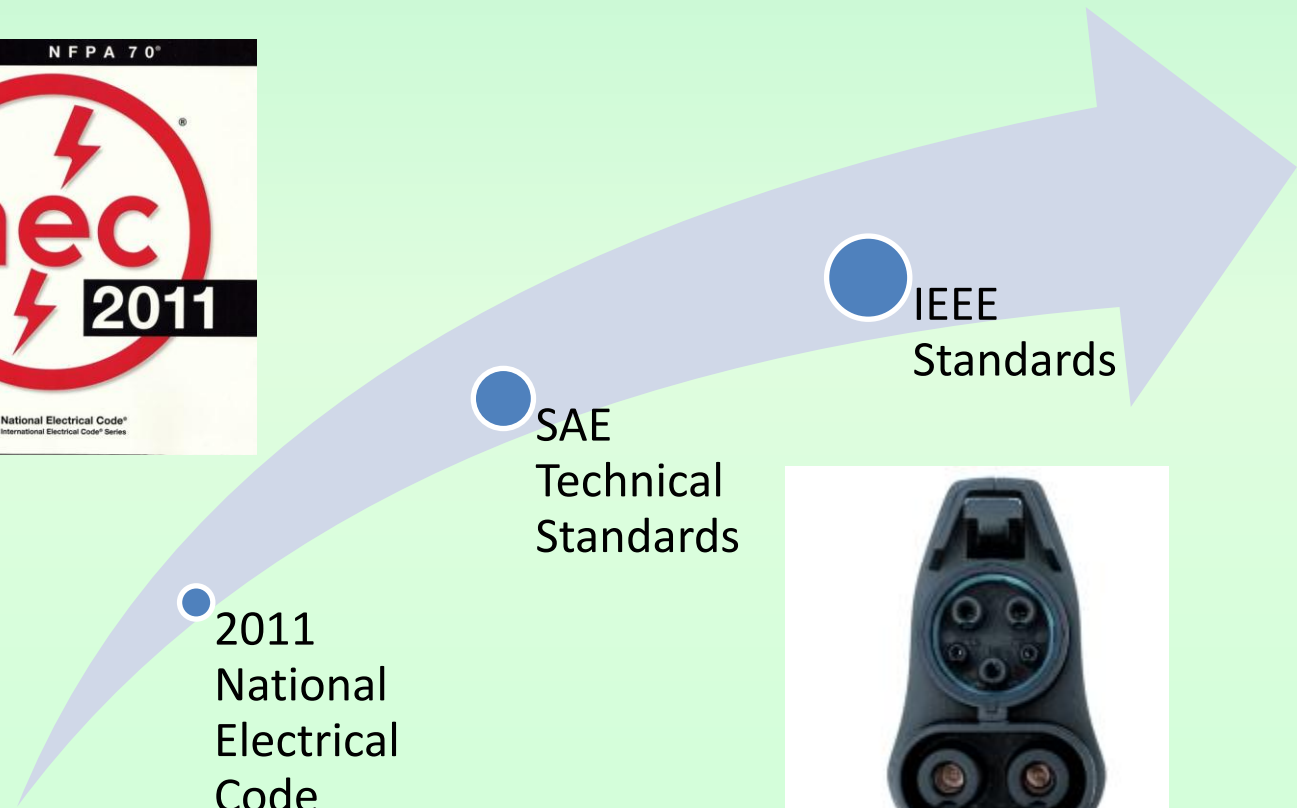 NFPA 70®
®
nec
2011
National Electrical Code®
International Electrical Code® Series
IEEE
Standards
SAE
Technical
Standards
2011
National
Electrical
Code